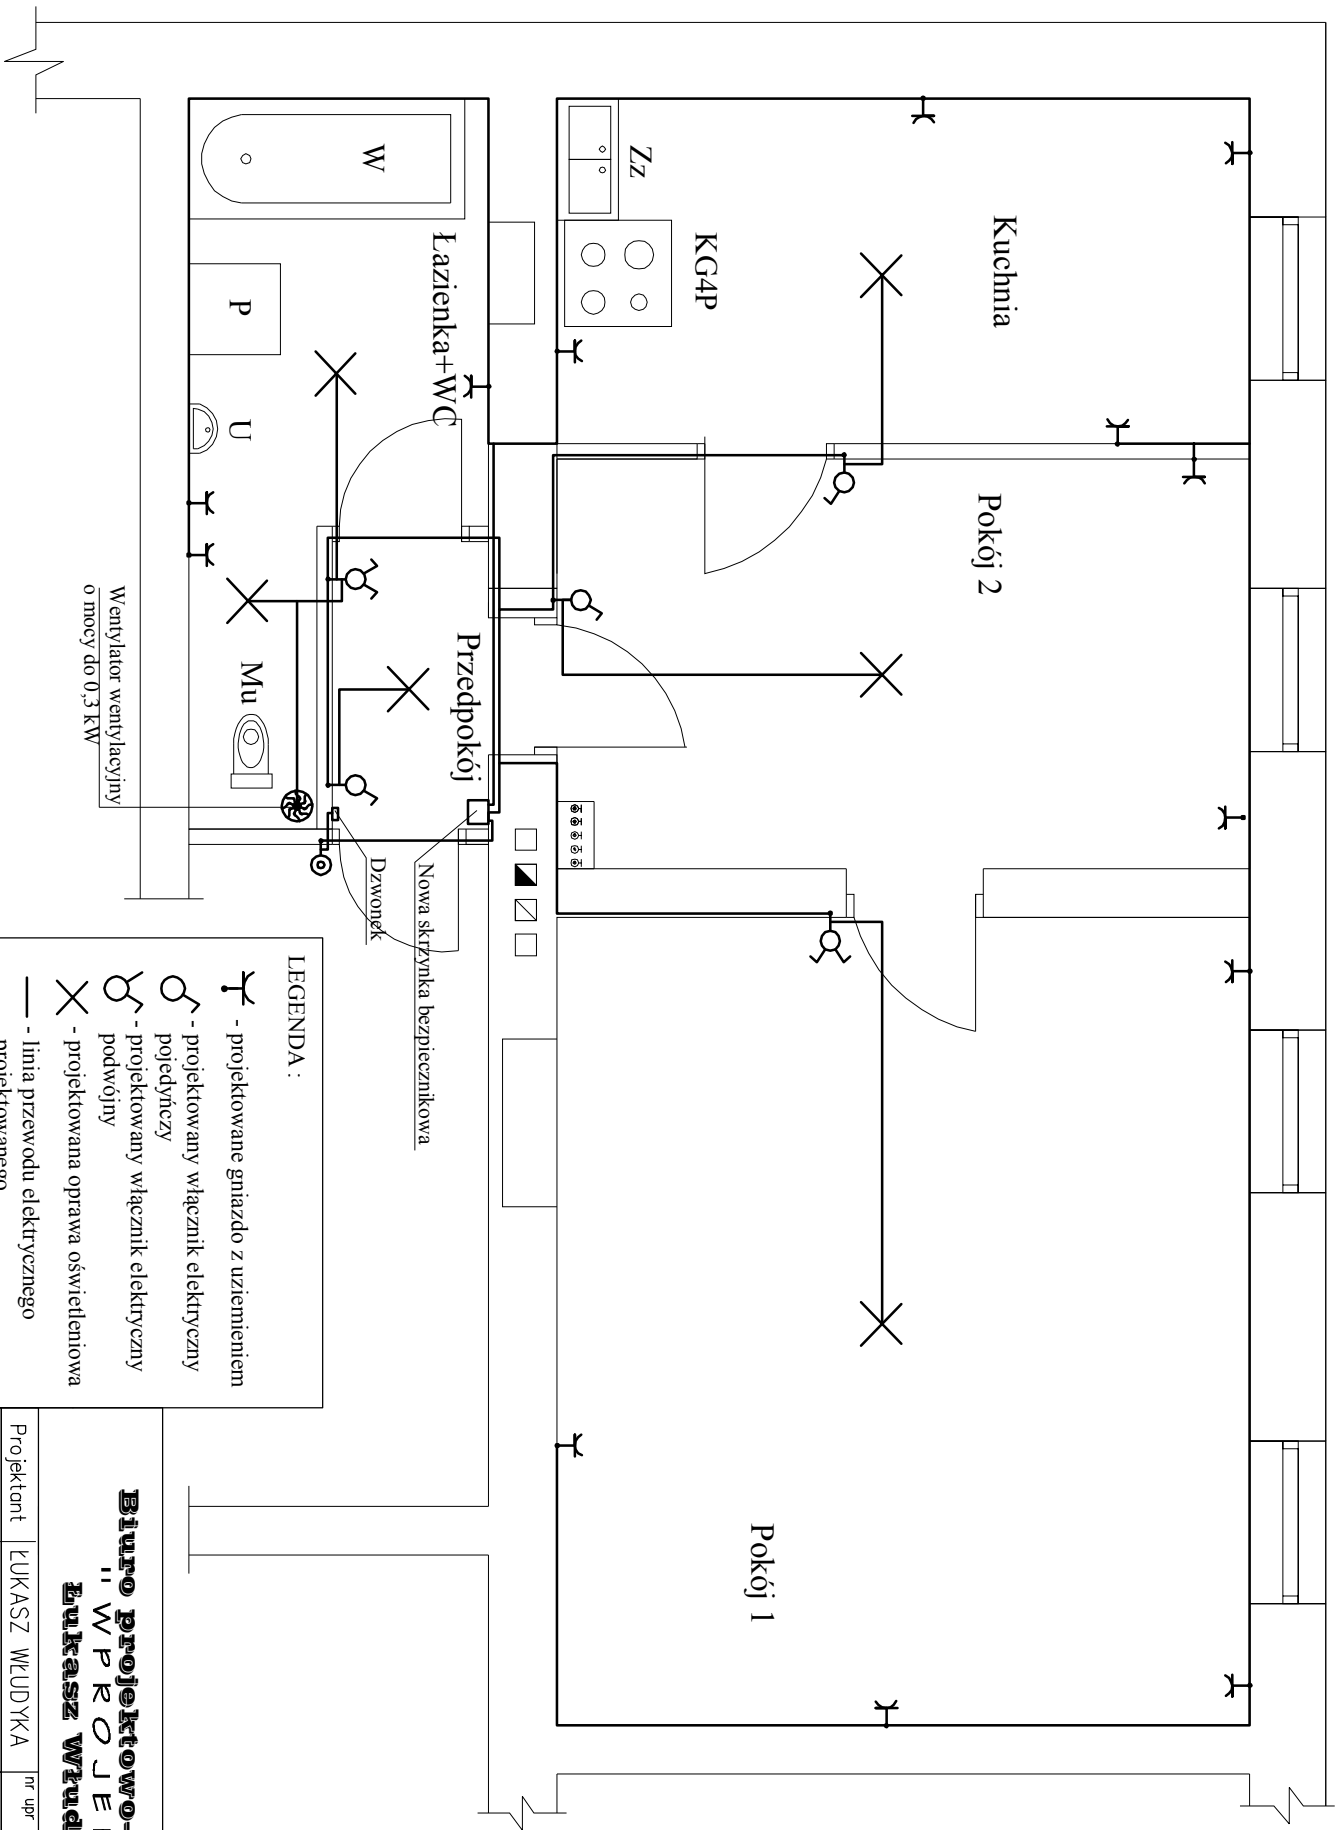 Kuchnia
Zz
KG4P
Pokój 2
Pokój 1
W
Łazienka+WC
P
U
Mu
Przedpokój
Wentylator wentylacyjny
o mocy do 0,3 kW
Nowa skrzynka bezpiecznikowa
Dzwonek
LEGENDA :
- projektowane gniazdo z uziemieniem
- projektowany włącznik elektryczny
pojedyńczy
- projektowany włącznik elektryczny
podwójny
- projektowana oprawa oświetleniowa
- linia przewodu elektrycznego
projektowanego
Biuro projektowo-
"WPROJE
Łukasz Włud
Projektant
ŁUKASZ WŁUDYKA
nr upr